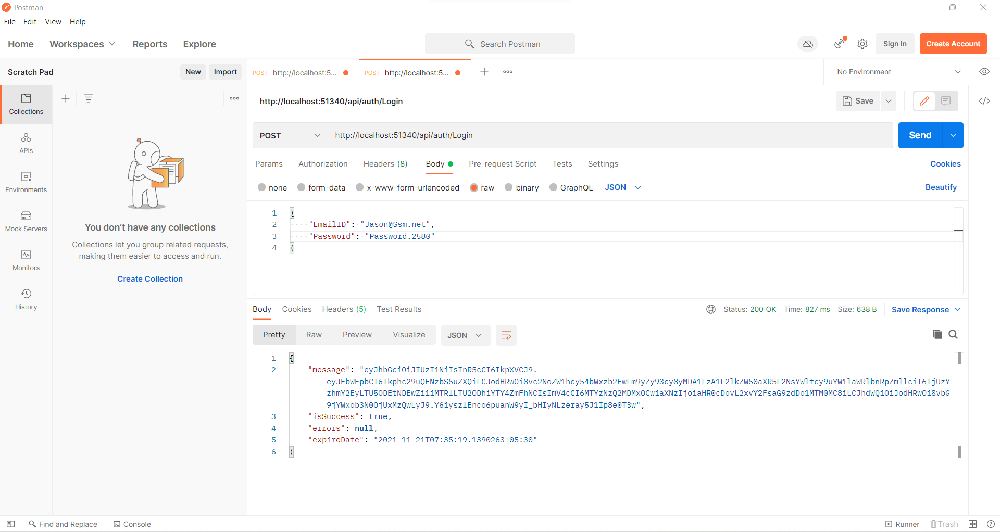 Postman
File Edit View Help
Home Workspaces Reports Explore
Search Postman
Sign In
Create Account
Scratch Pad
New
Import
POST http://localhost:5...
POST http://localhost:5...
No Environment
Collections
APIs
Environments
Mock Servers
Monitors
History
You don't have any collections
Collections let you group related requests,
making them easier to access and run.
Create Collection
http://localhost:51340/api/auth/Login
Save
POST
http://localhost:51340/api/auth/Login
Send
Params Authorization Headers (8) Body Pre-request Script Tests Settings
Cookies
none form-data x-www-form-urlencoded raw binary GraphQL JSON
Beautify
1 {
2 "EmailID": "Jason@Ssm.net",
3 "Password": "Password.2580"
4 }
Body Cookies Headers (5) Test Results
Status: 200 OK Time: 827 ms Size: 638 B
Save Response
Pretty Raw Preview Visualize JSON
1 {
2 "message": "eyJhbGciOiJIUzI1NiIsInR5cCI6IkpXVCJ9.
eyJFbWFpbCI6Ikphc29uQFNzbS5uZXQiLCJodHRwOi8vc2NoZW1hcy54bWxzb2FwLm9yZy93cy8yMDA1LzA1L2lkZW50aXR5L2NsYWltcy9uYW1laWRlbnRpZmllciI6IjUzY
zhmY2EyLTU5ODEtNDEwZi1iMTRlLTU2ODhiYTY4ZmFhNCIsImV4cCI6MTYzNzQ2MDMxOCwiaXNzIjoiaHR0cDovL2xvY2FsaG9zdDo1MTM0MC8iLCJhdWQiOiJodHRwOi8vbG
9jYWxob3N0OjUxMzQwLyJ9.Y6iyszlEnco6puanW9yI_bHIyNLzeray5J1Ip8e0T3w",
3 "isSuccess": true,
4 "errors": null,
5 "expireDate": "2021-11-21T07:35:19.1390263+05:30"
6 }
Find and Replace
Console
Runner
Trash